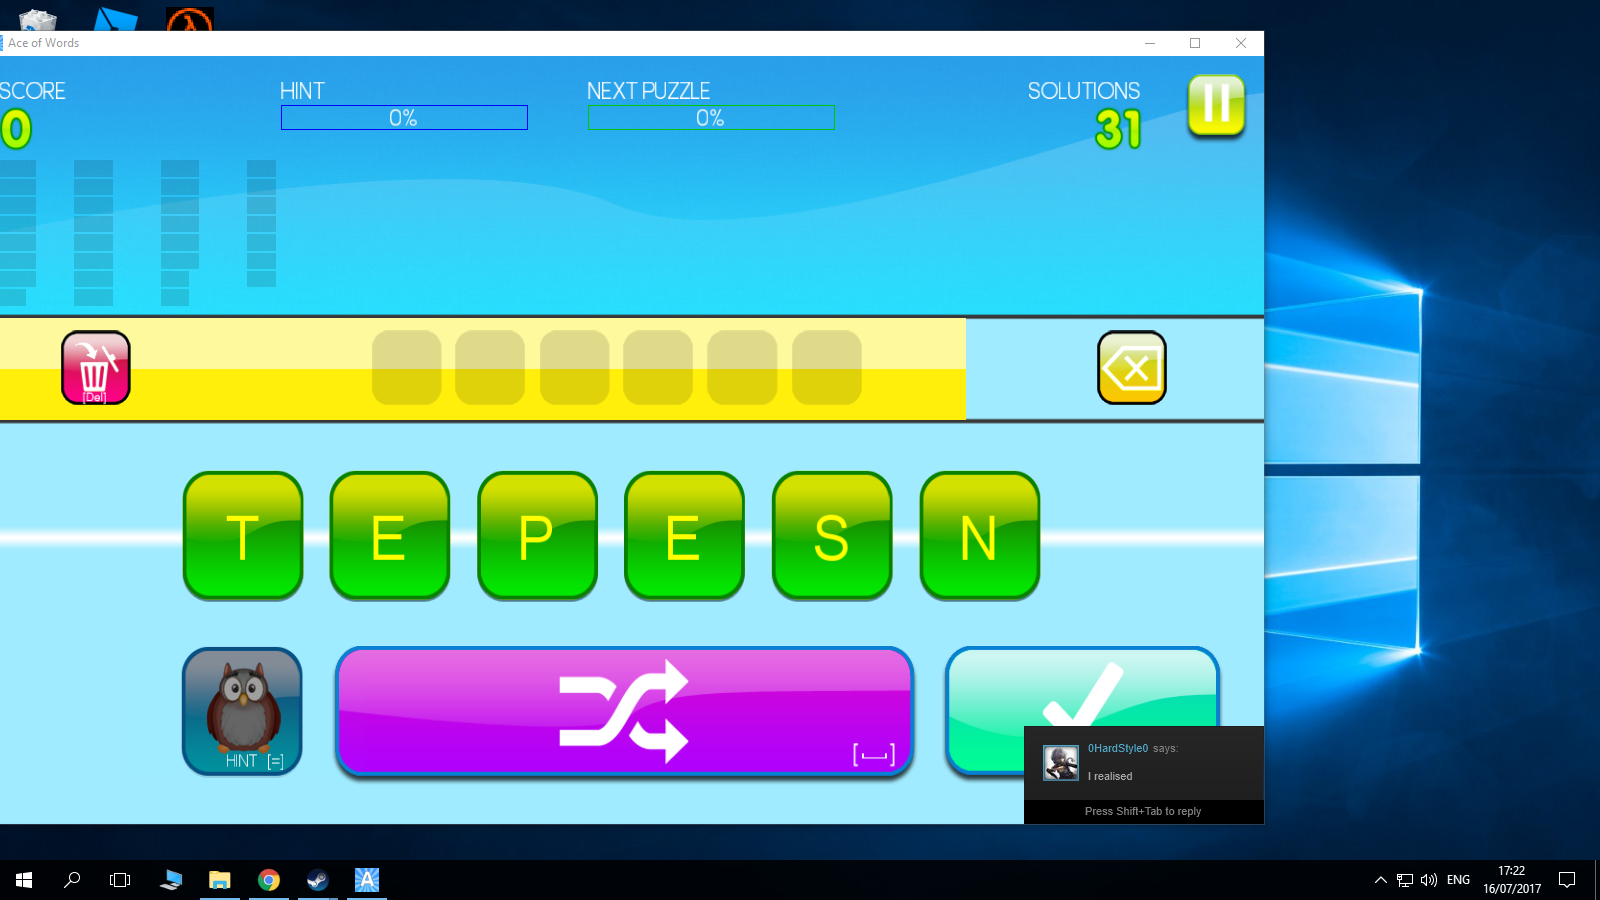 Ace of Words
SCORE
HINT
NEXT PUZZLE
SOLUTIONS
0
0%
0%
31
[Del]
T E P E S N
HINT [=]
0HardStyle0 says:
I realised
Press Shift+Tab to reply
A
ENG
17:22
16/07/2017